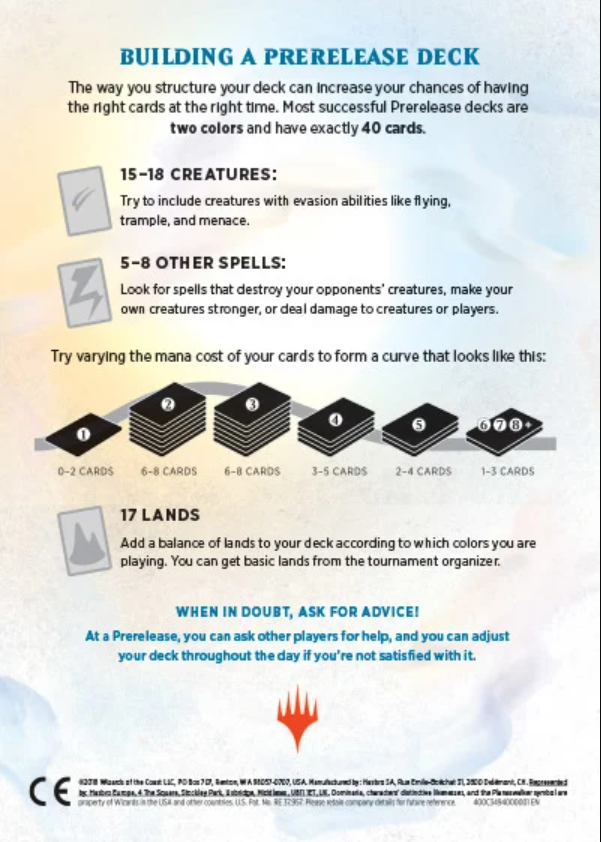 BUILDING A PRERELEASE DECK
The way you structure your deck can increase your chances of having
the right cards at the right time. Most successful Prerelease decks are
two colors and have exactly 40 cards.
15–18 CREATURES:
Try to include creatures with evasion abilities like flying,
trample, and menace.
5–8 OTHER SPELLS:
Look for spells that destroy your opponents' creatures, make your
own creatures stronger, or deal damage to creatures or players.
Try varying the mana cost of your cards to form a curve that looks like this:
1 2 3 4 5 6 7 8+
0-2 CARDS 6-8 CARDS 6-8 CARDS 3-5 CARDS 2-4 CARDS 1-3 CARDS
17 LANDS
Add a balance of lands to your deck according to which colors you are
playing. You can get basic lands from the tournament organizer.
WHEN IN DOUBT, ASK FOR ADVICE!
At a Prerelease, you can ask other players for help, and you can adjust
your deck throughout the day if you're not satisfied with it.
CE
©2018 Wizards of the Coast LLC, PO Box 707, Renton, WA 98057-0707, USA. Manufactured by: Hasbro SA, Rue Emile-Boéchat 31, 2800 Delémont, CH. Represented
by: Hasbro Europe, 4 The Square, Stockley Park, Uxbridge, Middlesex, UB11 1ET, UK. Dominaria, characters' distinctive likenesses, and the Planeswalker symbol are
property of Wizards in the USA and other countries. U.S. Pat. No. RE 37,957. Please retain company details for future reference. 400C3494000001 EN